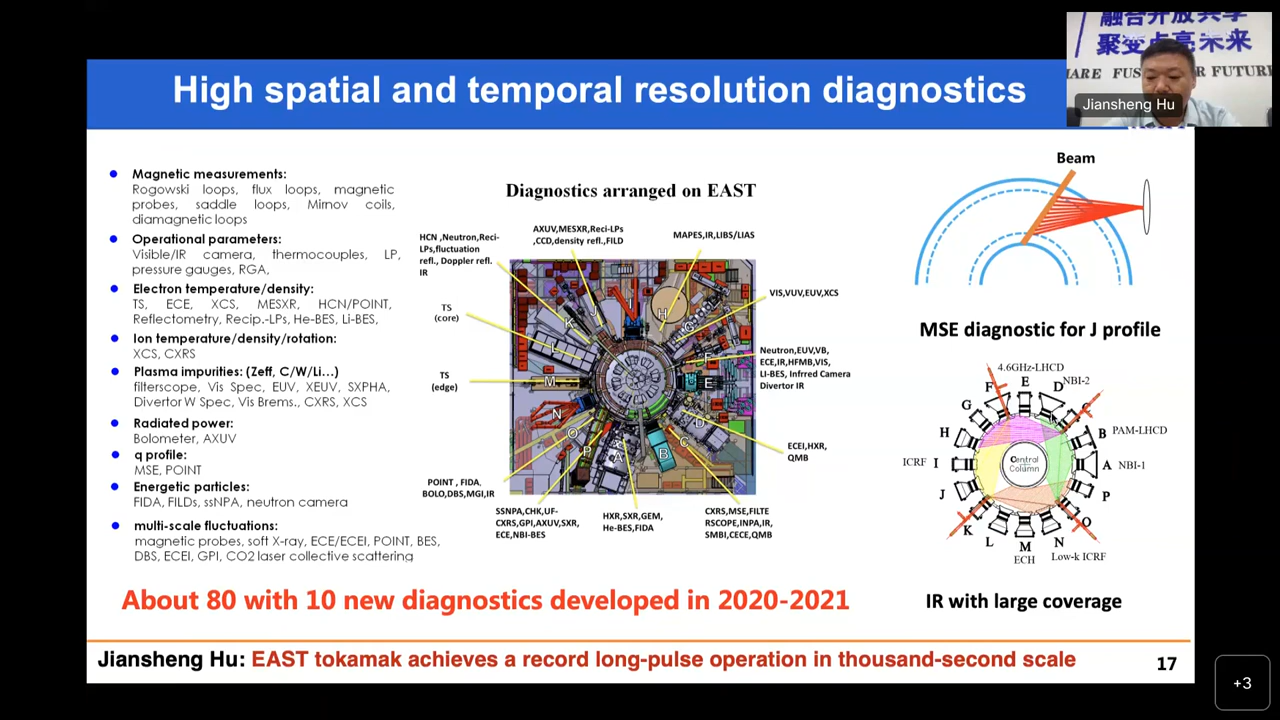 融合开放共享
聚变点亮未来
HARE FUS
R FUTURE
Jiansheng Hu
High spatial and temporal resolution diagnostics
Magnetic measurements:
Rogowski loops, flux loops, magnetic
probes, saddle loops, Mirnov coils,
diamagnetic loops
Operational parameters:
Visible/IR camera, thermocouples, LP,
pressure gauges, RGA,
Electron temperature/density:
TS, ECE, XCS, MESXR, HCN/POINT,
Reflectometry, Recip.-LPs, He-BES, Li-BES,
Ion temperature/density/rotation:
XCS, CXRS
Plasma impurities: (Zeff, C/W/Li...)
filterscope, Vis Spec, EUV, XEUV, SXPHA,
Divertor W Spec, Vis Brems., CXRS, XCS
Radiated power:
Bolometer, AXUV
q profile:
MSE, POINT
Energetic particles:
FIDA, FILDs, ssNPA, neutron camera
multi-scale fluctuations:
magnetic probes, soft X-ray, ECE/ECEI, POINT, BES,
DBS, ECEI, GPI, CO2 laser collective scattering
Diagnostics arranged on EAST
HCN ,Neutron,Reci-
LPs,fluctuation
refl., Doppler refl.
IR
AXUV,MESXR,Reci-LPs
,CCD,density refl.,FILD
MAPES,IR,LIBS/LIAS
VIS,VUV,EUV,XCS
TS
(core)
Neutron,EUV,VB,
ECE,IR,HFMB,VIS,
LI-BES, Infrred Camera
Divertor IR
TS
(edge)
ECEI,HXR,
QMB
POINT , FIDA,
BOLO,DBS,MGI,IR
SSNPA,CHK,UF-
CXRS,GPI,AXUV,SXR,
ECE,NBI-BES
HXR,SXR,GEM,
He-BES,FIDA
CXRS,MSE,FILTE
RSCOPE,INPA,IR,
SMBI,CECE,QMB
I
J
H
K
G
L
F
M
E
N
D
O
C
P
A
B
Beam
MSE diagnostic for J profile
4.6GHz-LHCD
NBI-2
F
E
D
G
C
H
B
PAM-LHCD
ICRF
I
Central
Column
A
NBI-1
J
P
K
O
L
M
N
ECH
Low-k ICRF
IR with large coverage
About 80 with 10 new diagnostics developed in 2020-2021
Jiansheng Hu: EAST tokamak achieves a record long-pulse operation in thousand-second scale
17
+3